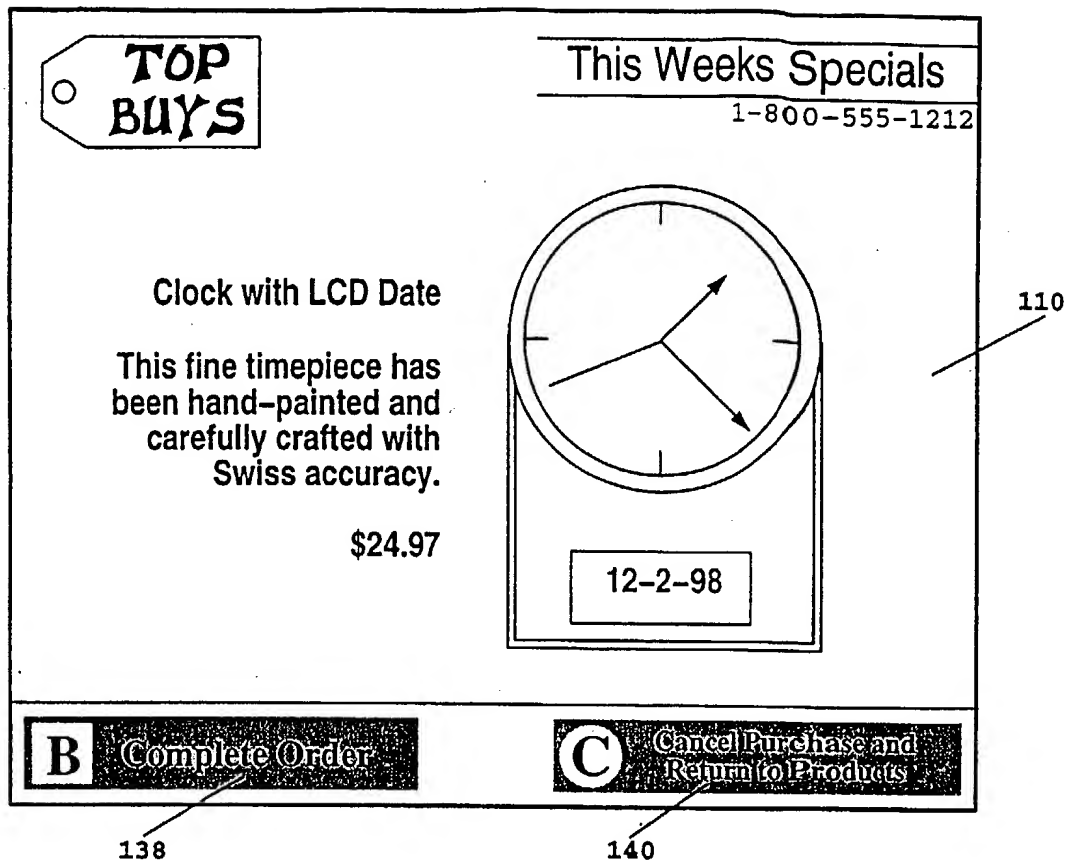 TOP
BUYS
This Weeks Specials
1-800-555-1212
Clock with LCD Date
This fine timepiece has
been hand-painted and
carefully crafted with
Swiss accuracy.
$24.97
12-2-98
110
B Complete Order
C Cancel Purchase and
Return to Products
138
140